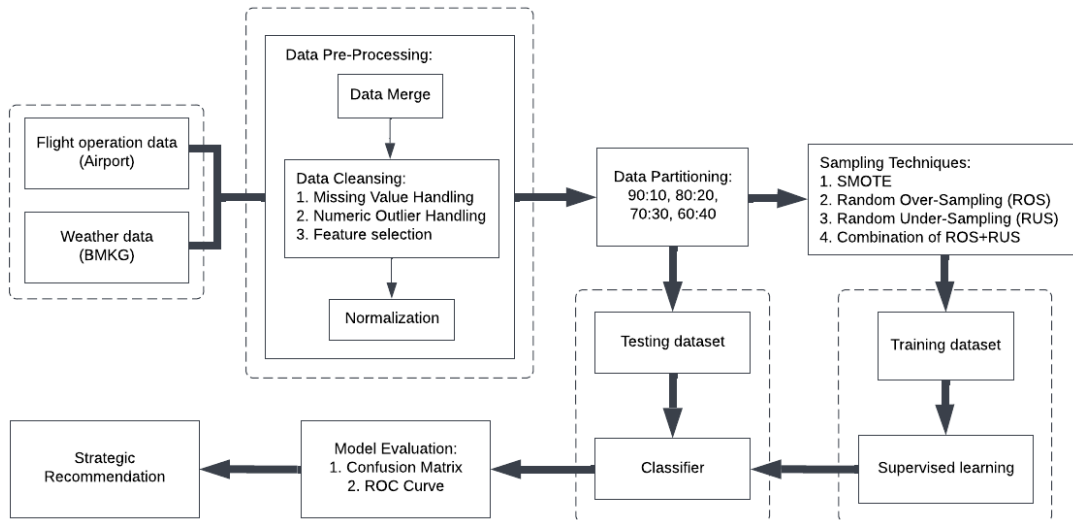 Flight operation data
(Airport)
Weather data
(BMKG)
Data Pre-Processing:
Data Merge
Data Cleansing:
1. Missing Value Handling
2. Numeric Outlier Handling
3. Feature selection
Normalization
Data Partitioning:
90:10, 80:20,
70:30, 60:40
Sampling Techniques:
1. SMOTE
2. Random Over-Sampling (ROS)
3. Random Under-Sampling (RUS)
4. Combination of ROS+RUS
Testing dataset
Training dataset
Strategic
Recommendation
Model Evaluation:
1. Confusion Matrix
2. ROC Curve
Classifier
Supervised learning